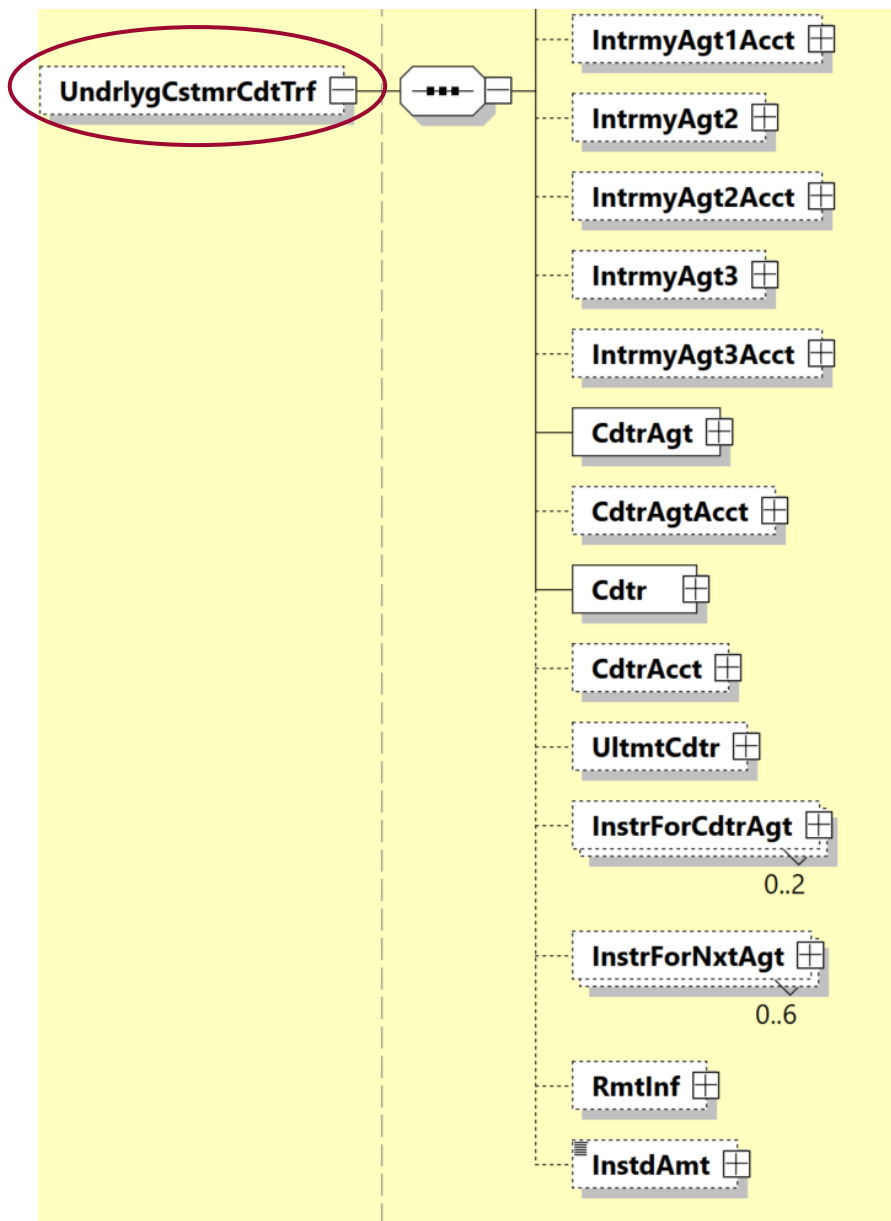 IntrmyAgt1Acct
UndrlygCstmrCdtTrf
IntrmyAgt2
IntrmyAgt2Acct
IntrmyAgt3
IntrmyAgt3Acct
CdtrAgt
CdtrAgtAcct
Cdtr
CdtrAcct
UltmtCdtr
InstrForCdtrAgt
0..2
InstrForNxtAgt
0..6
RmtInf
InstdAmt